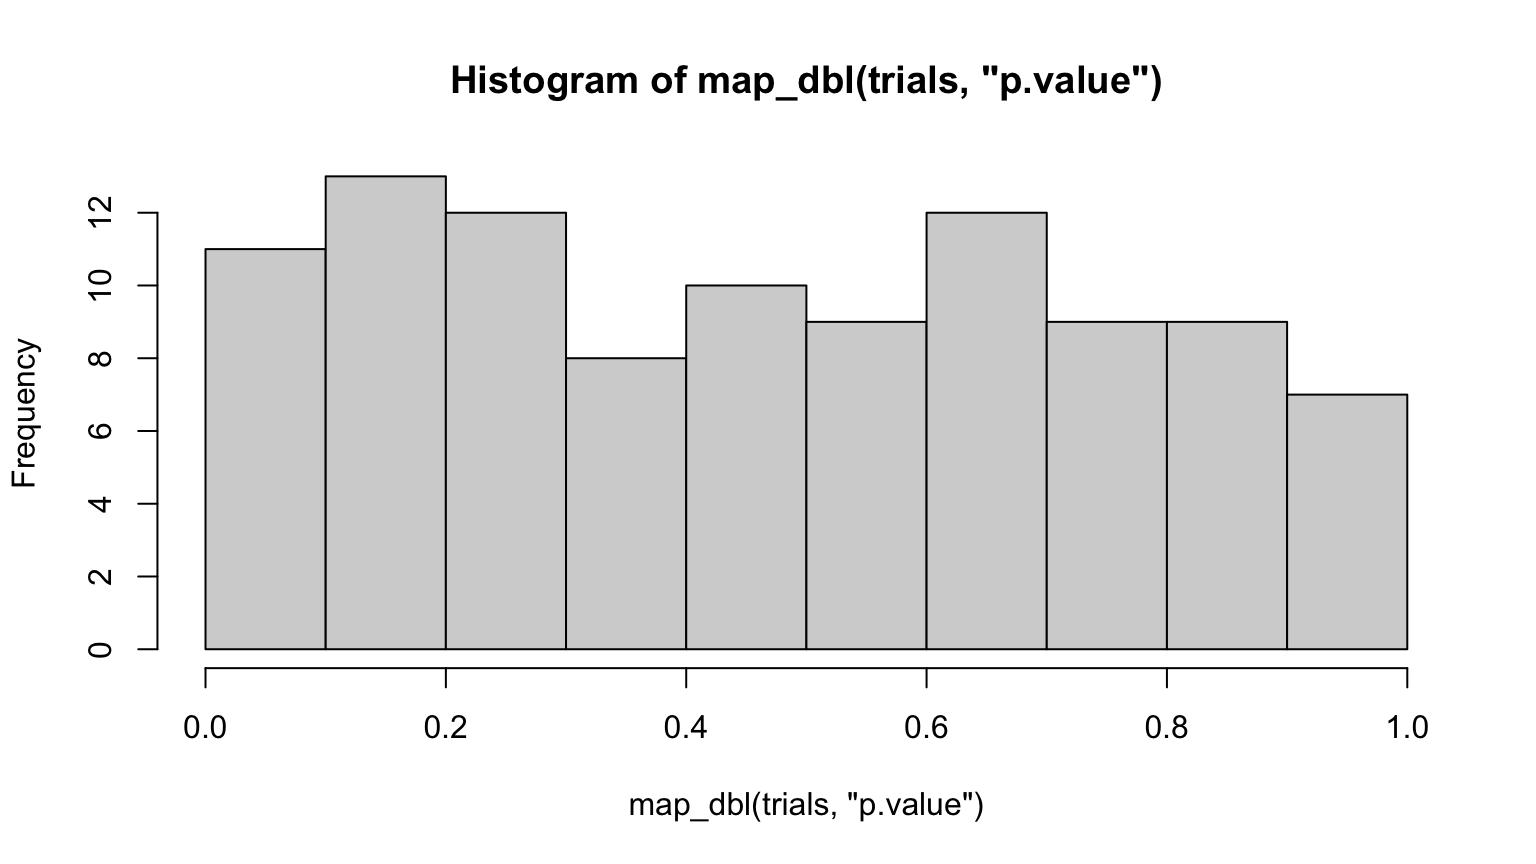 Histogram of map_dbl(trials, "p.value")
Frequency
12
10
8
6
4
2
0
0.0 0.2 0.4 0.6 0.8 1.0
map_dbl(trials, "p.value")